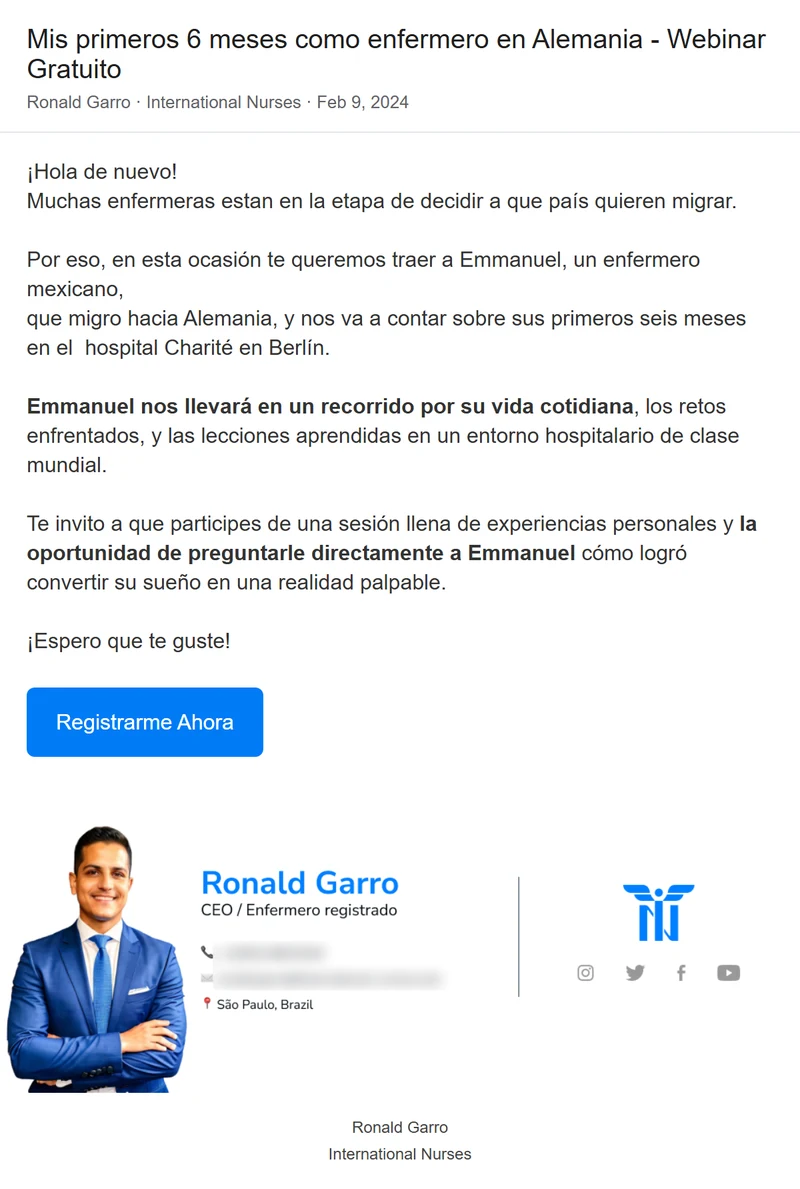 Mis primeros 6 meses como enfermero en Alemania - Webinar
Gratuito
Ronald Garro · International Nurses · Feb 9, 2024
¡Hola de nuevo!
Muchas enfermeras estan en la etapa de decidir a que país quieren migrar.
Por eso, en esta ocasión te queremos traer a Emmanuel, un enfermero
mexicano,
que migro hacia Alemania, y nos va a contar sobre sus primeros seis meses
en el  hospital Charité en Berlín.
Emmanuel nos llevará en un recorrido por su vida cotidiana, los retos
enfrentados, y las lecciones aprendidas en un entorno hospitalario de clase
mundial.
Te invito a que participes de una sesión llena de experiencias personales y la
oportunidad de preguntarle directamente a Emmanuel cómo logró
convertir su sueño en una realidad palpable.
¡Espero que te guste!
Registrarme Ahora
Ronald Garro
CEO / Enfermero registrado
São Paulo, Brazil
Ronald Garro
International Nurses